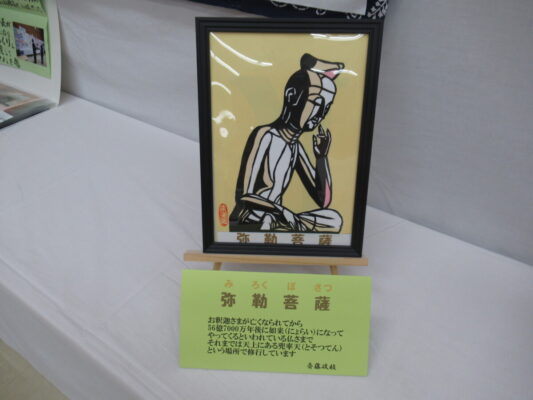 弥勒菩薩
み ろく ぼ さつ
弥勒菩薩
お釈迦さまが亡くなられてから
56億7000万年後に如来(にょらい)になって
やってくるといわれている仏さまで
それまでは天上にある兜率天(とそつてん)
という場所で修行しています